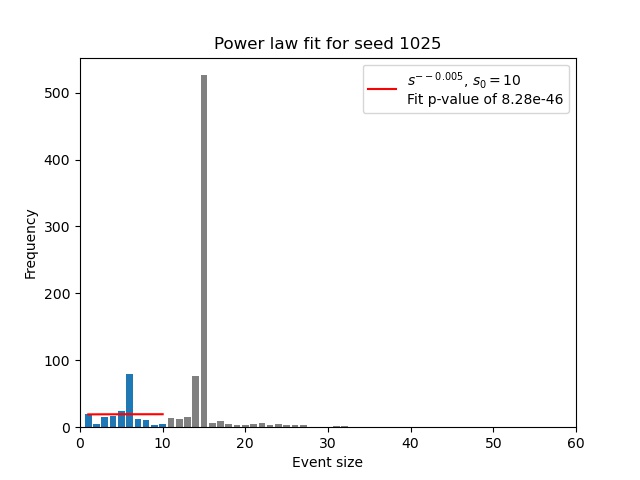 Power law fit for seed 1025
s^{--0.005}, s_0 = 10
Fit p-value of 8.28e-46
Frequency
500
400
300
200
100
0
0 10 20 30 40 50 60
Event size